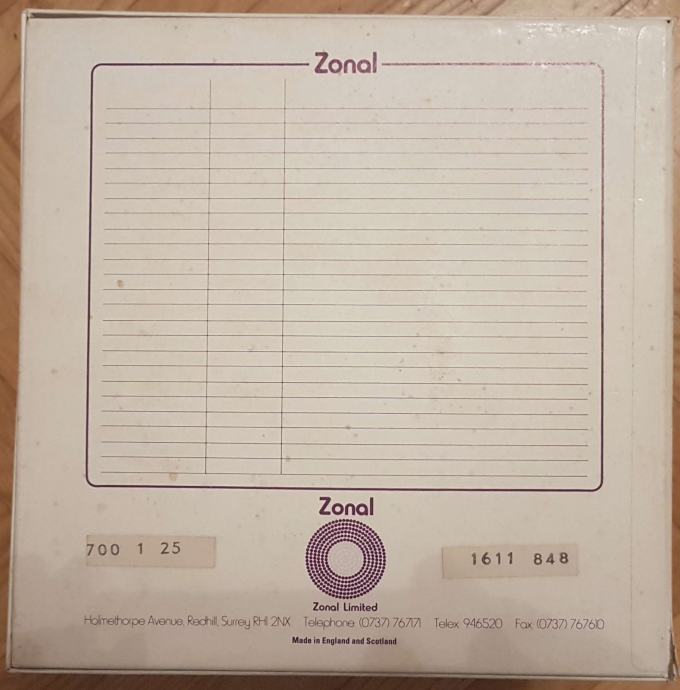 Zonal
Zonal
700 1 25
1611 848
Zonal Limited
Holmethorpe Avenue, Redhill, Surrey RH1 2NX Telephone (0737) 767171 Telex 946520 Fax (0737) 767610
Made in England and Scotland